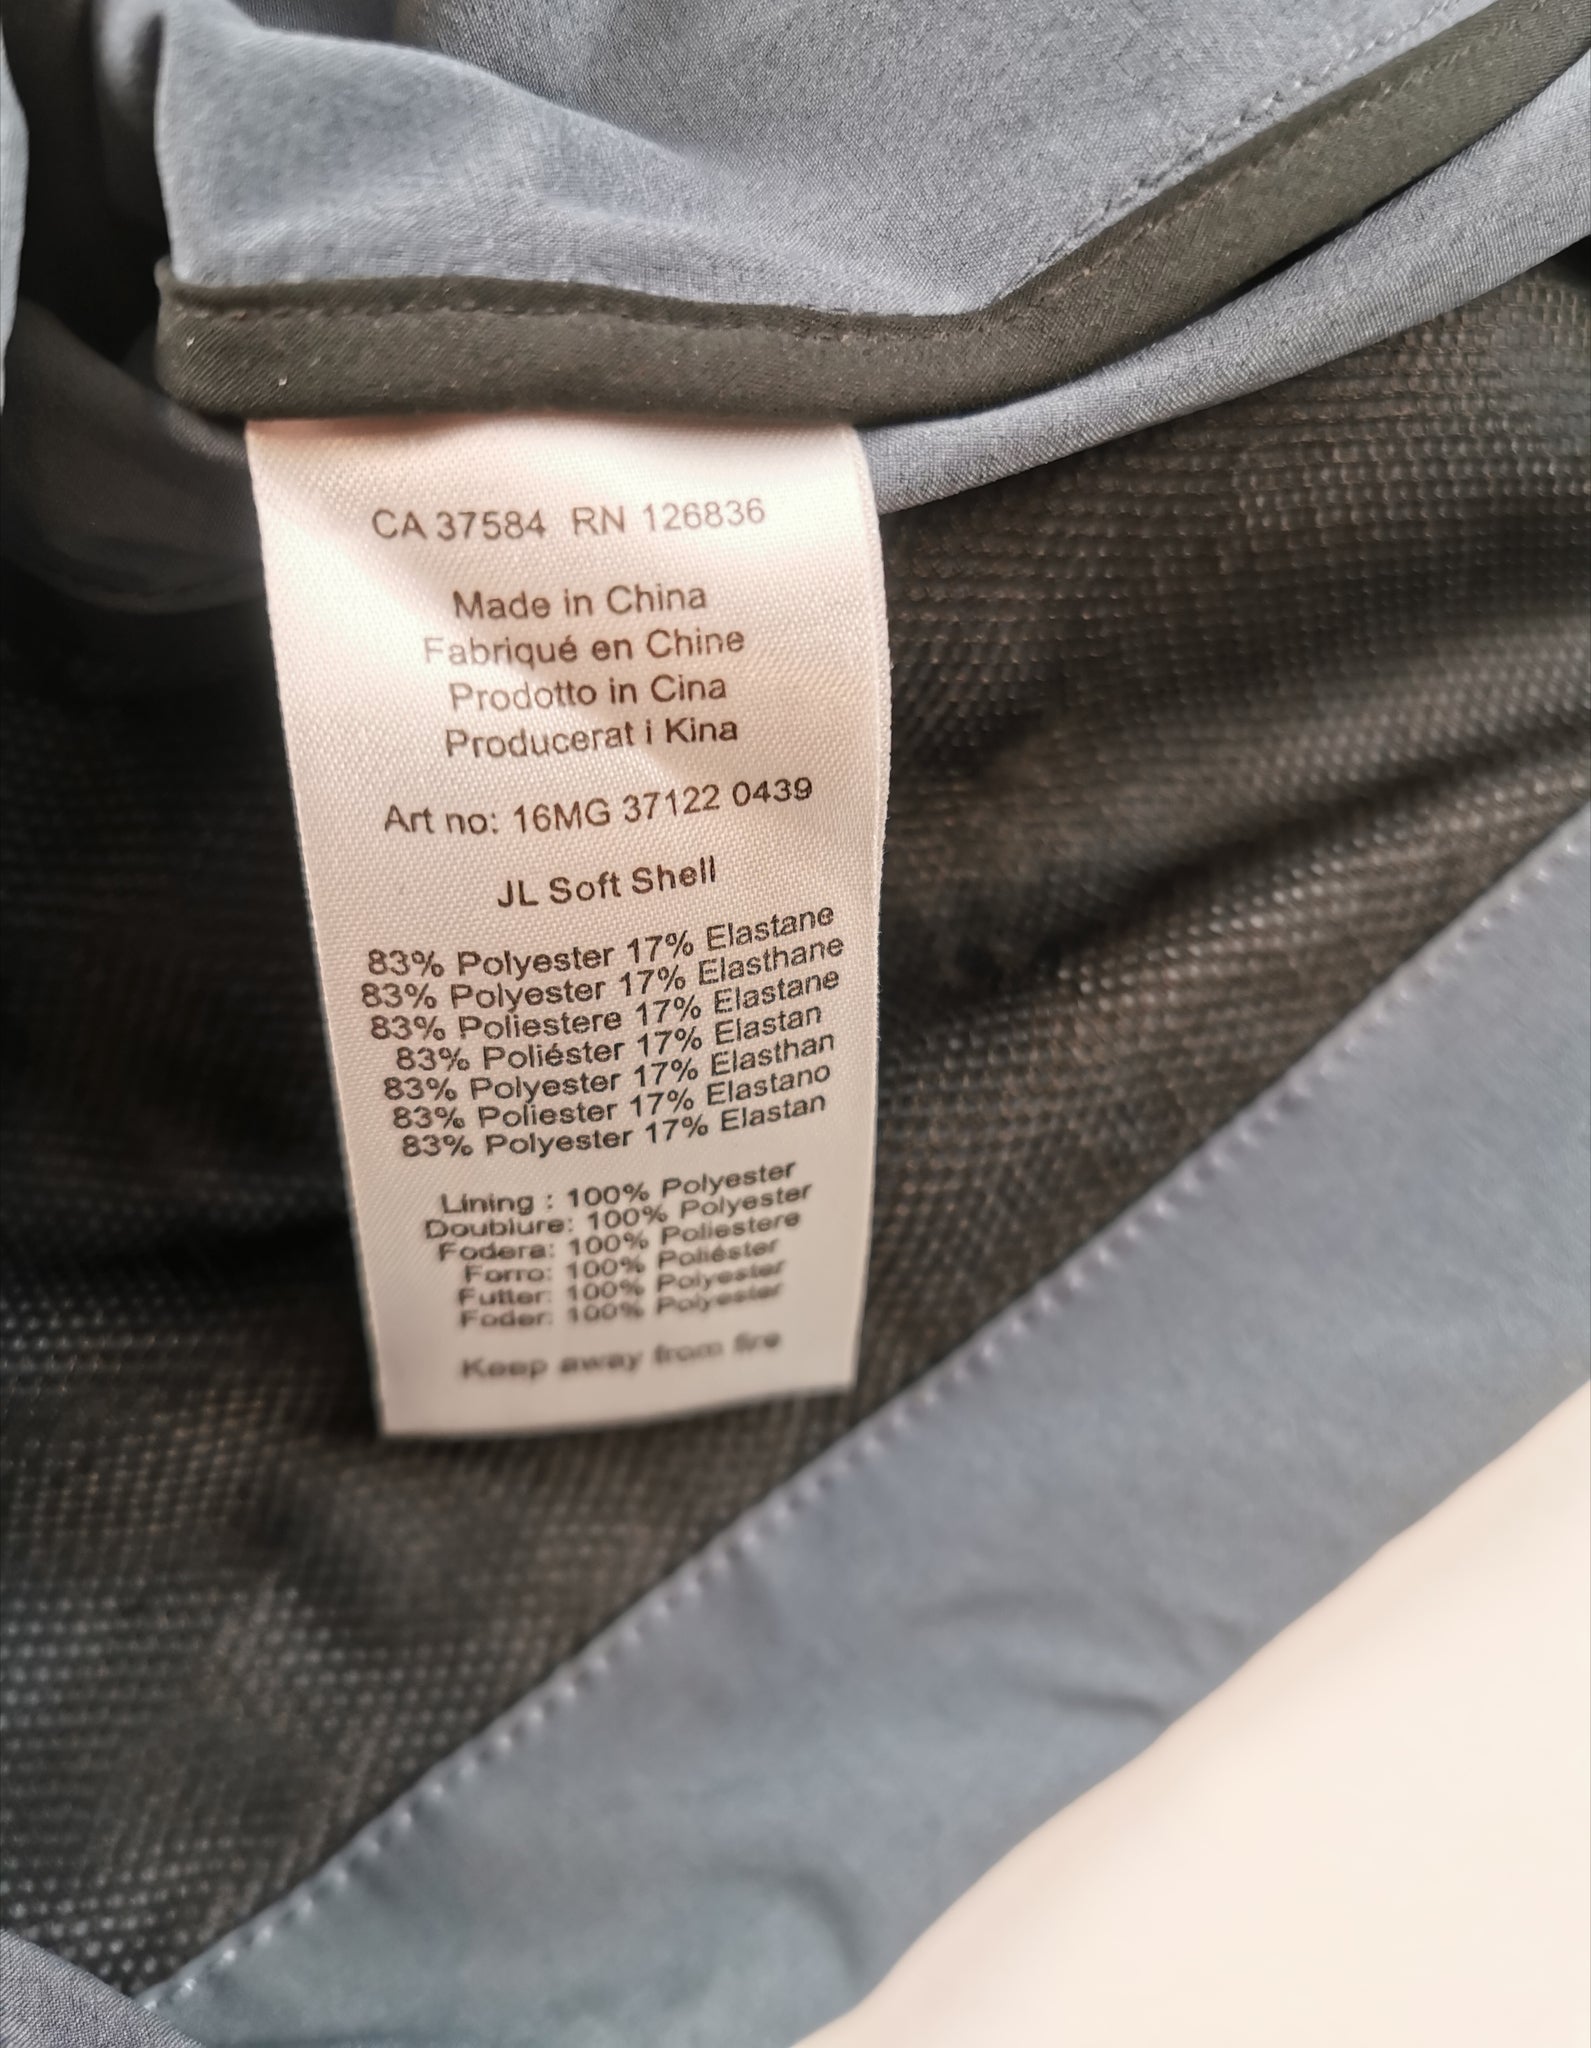 CA 37584 RN 126836
Made in China
Fabriqué en Chine
Prodotto in Cina
Producerat i Kina
Art no: 16MG 37122 0439
JL Soft Shell
83% Polyester 17% Elastane
83% Polyester 17% Elasthane
83% Poliestere 17% Elastane
83% Poliéster 17% Elastan
83% Polyester 17% Elasthan
83% Poliester 17% Elastano
83% Polyester 17% Elastan
Lining : 100% Polyester
Doublure: 100% Polyester
Fodera: 100% Poliestere
Forro: 100% Poliéster
Futter: 100% Polyester
Foder: 100% Polyester
Keep away from fire